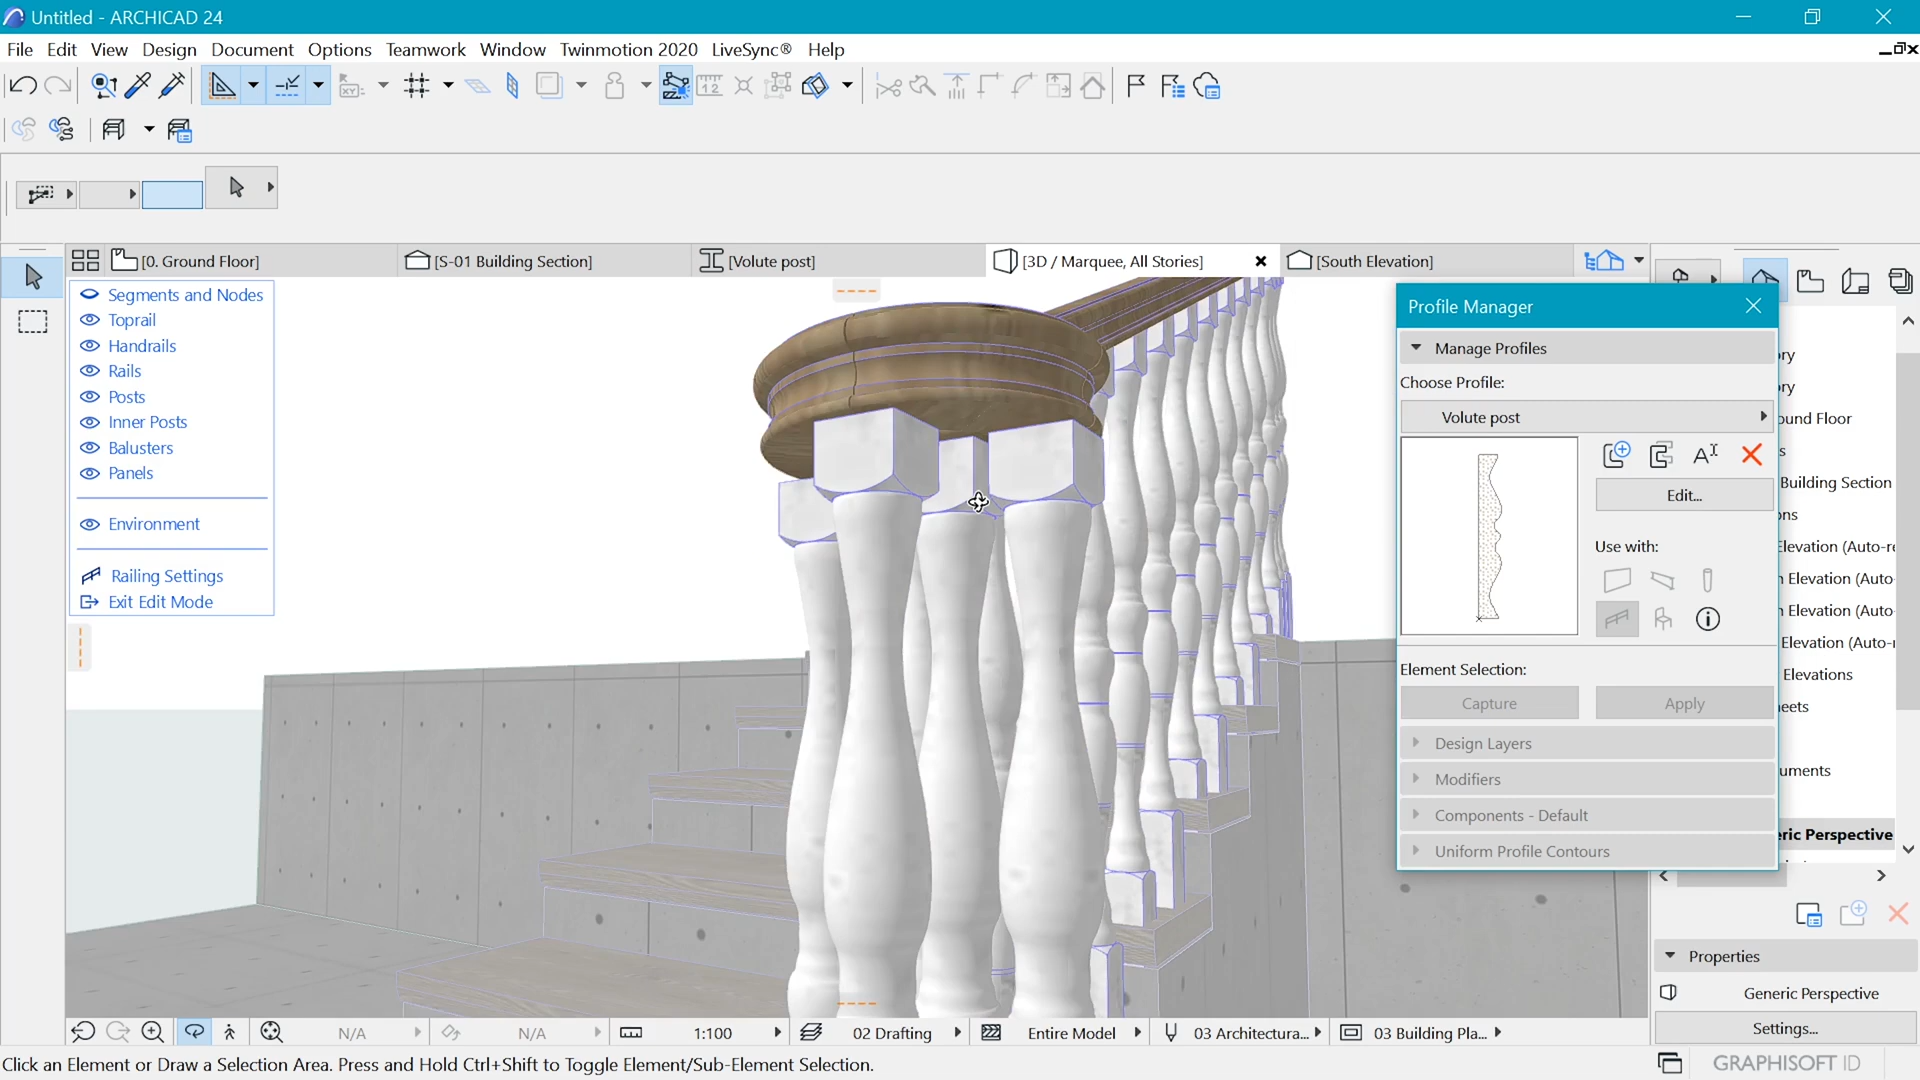 Untitled - ARCHICAD 24
File Edit View Design Document Options Teamwork Window Twinmotion 2020 LiveSync® Help
[0. Ground Floor]
[S-01 Building Section]
[Volute post]
[3D / Marquee, All Stories]
[South Elevation]
Segments and Nodes
Toprail
Handrails
Rails
Posts
Inner Posts
Balusters
Panels
Environment
Railing Settings
Exit Edit Mode
Profile Manager
Manage Profiles
Choose Profile:
Volute post
Edit...
Use with:
Element Selection:
Capture
Apply
Design Layers
Modifiers
Components - Default
Uniform Profile Contours
ry
ry
und Floor
s
Building Section
ns
Elevation (Auto-re
Elevation (Auto
Elevation (Auto
Elevation (Auto-r
Elevations
eets
uments
eric Perspective
Properties
Generic Perspective
Settings...
N/A
N/A
1:100
02 Drafting
Entire Model
03 Architectura...
03 Building Pla...
Click an Element or Draw a Selection Area. Press and Hold Ctrl+Shift to Toggle Element/Sub-Element Selection.
GRAPHISOFT ID